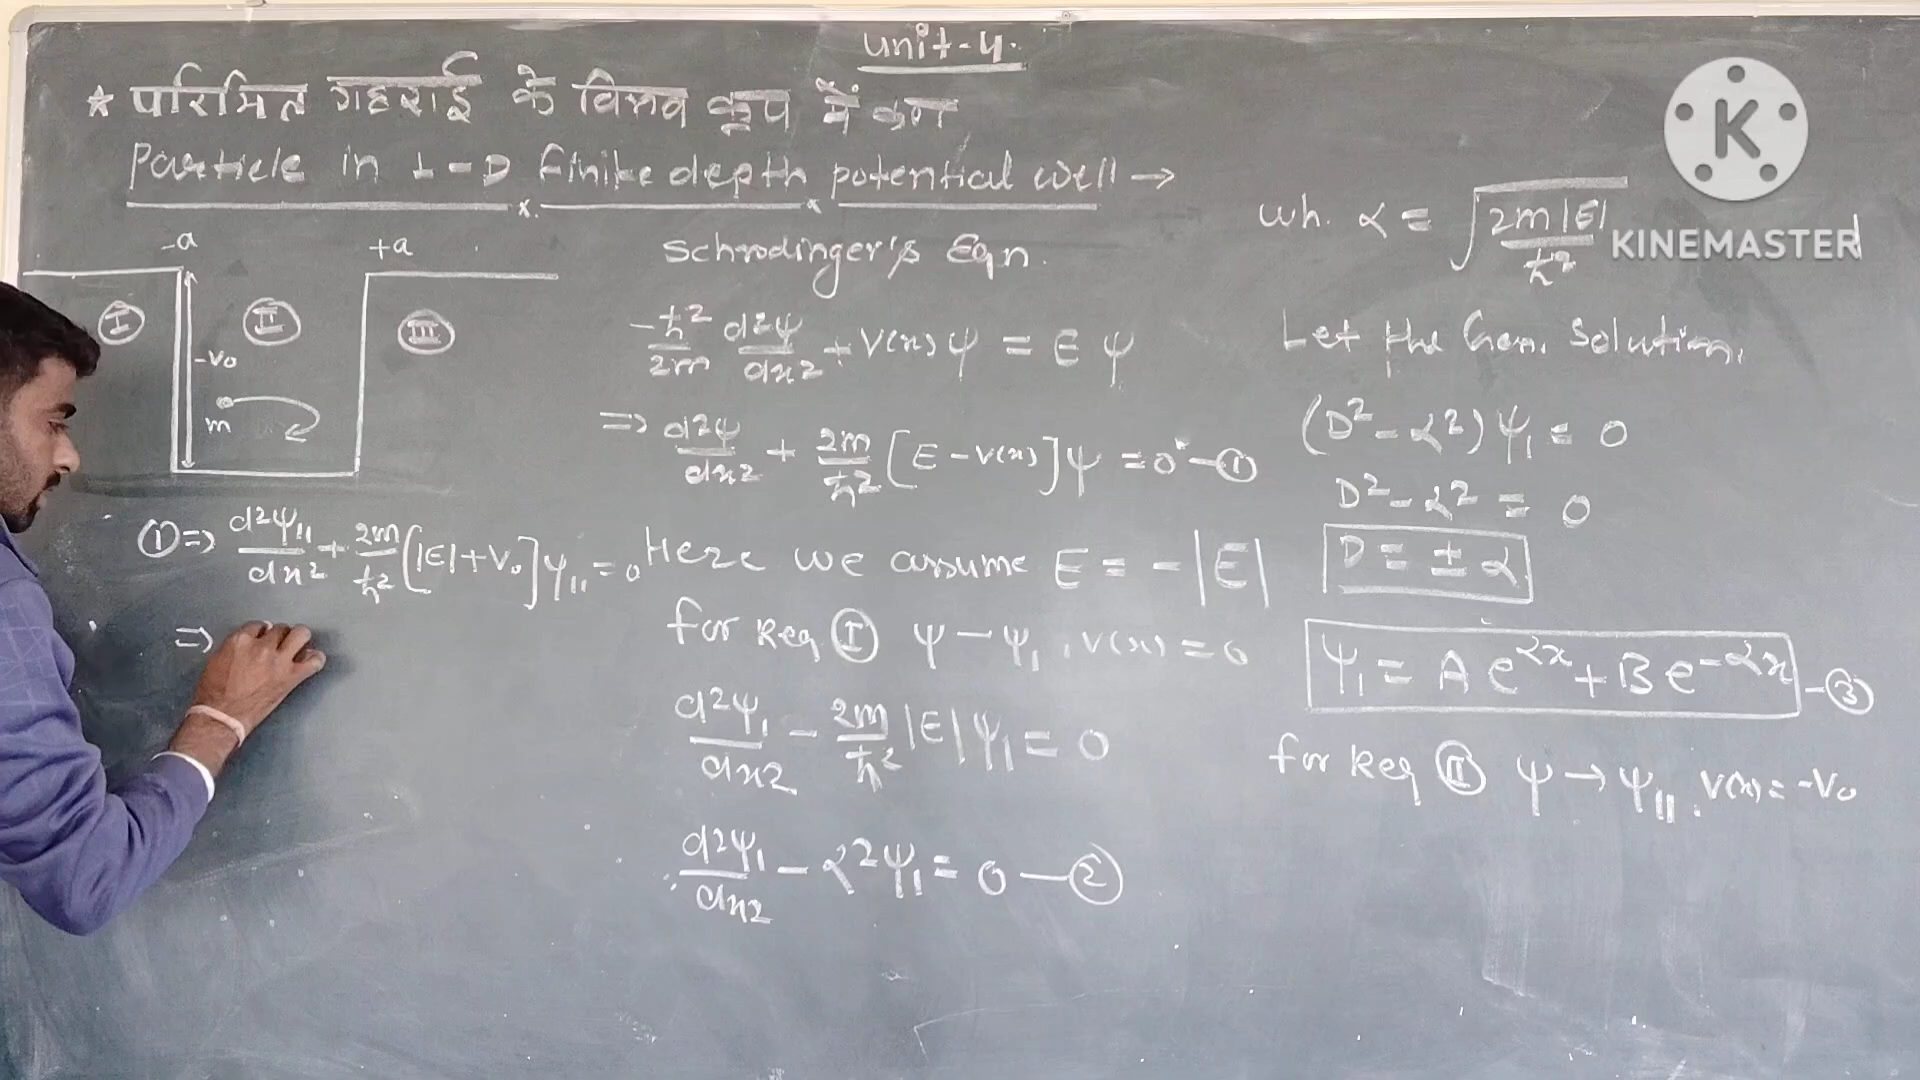 unit-4.
* परिमित गहराई के विभव कूप में कण
Particle in 1-D finite depth potential well →
-a +a
I II III
-V₀
m
Schrodinger's Eqn.
-ħ²/2m d²ψ/dx² + V(x)ψ = Eψ
⇒ d²ψ/dx² + 2m/ħ² [E - V(x)]ψ = 0 —①
Here we assume E = -|E|
for Reg Ⓘ ψ - ψ₁, V(x) = 0
d²ψ₁/dx² - 2m/ħ² |E|ψ₁ = 0
d²ψ₁/dx² - α²ψ₁ = 0 —②
wh. α = √2m|E|/ħ²
KINEMASTER
Let the Gen. Solution,
(D² - α²)ψ₁ = 0
D² - α² = 0
D = ± α
ψ₁ = A e^αx + B e^-αx —③
for Reg Ⅱ ψ → ψ₁₁, V(x) = -V₀
① ⇒ d²ψ₁₁/dx² + 2m/ħ² [|E| + V₀]ψ₁₁ = 0
⇒